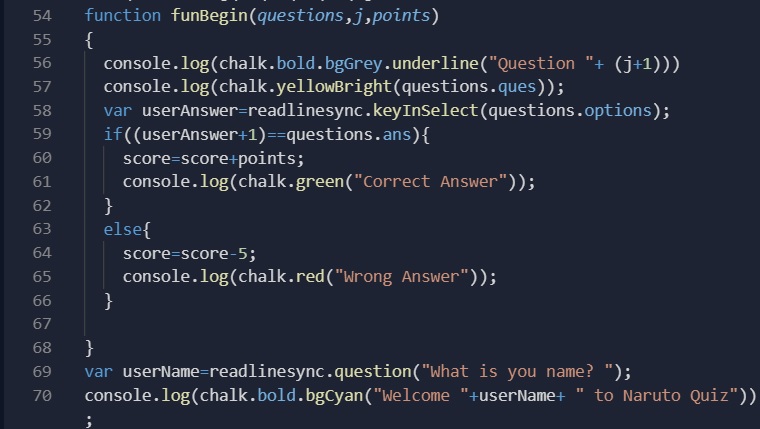 54 function funBegin(questions,j,points)
55 {
56 console.log(chalk.bold.bgGrey.underline("Question "+ (j+1)))
57 console.log(chalk.yellowBright(questions.ques));
58 var userAnswer=readlinesync.keyInSelect(questions.options);
59 if((userAnswer+1)==questions.ans){
60 score=score+points;
61 console.log(chalk.green("Correct Answer"));
62 }
63 else{
64 score=score-5;
65 console.log(chalk.red("Wrong Answer"));
66 }
67
68 }
69 var userName=readlinesync.question("What is you name? ");
70 console.log(chalk.bold.bgCyan("Welcome "+userName+ " to Naruto Quiz"))
;